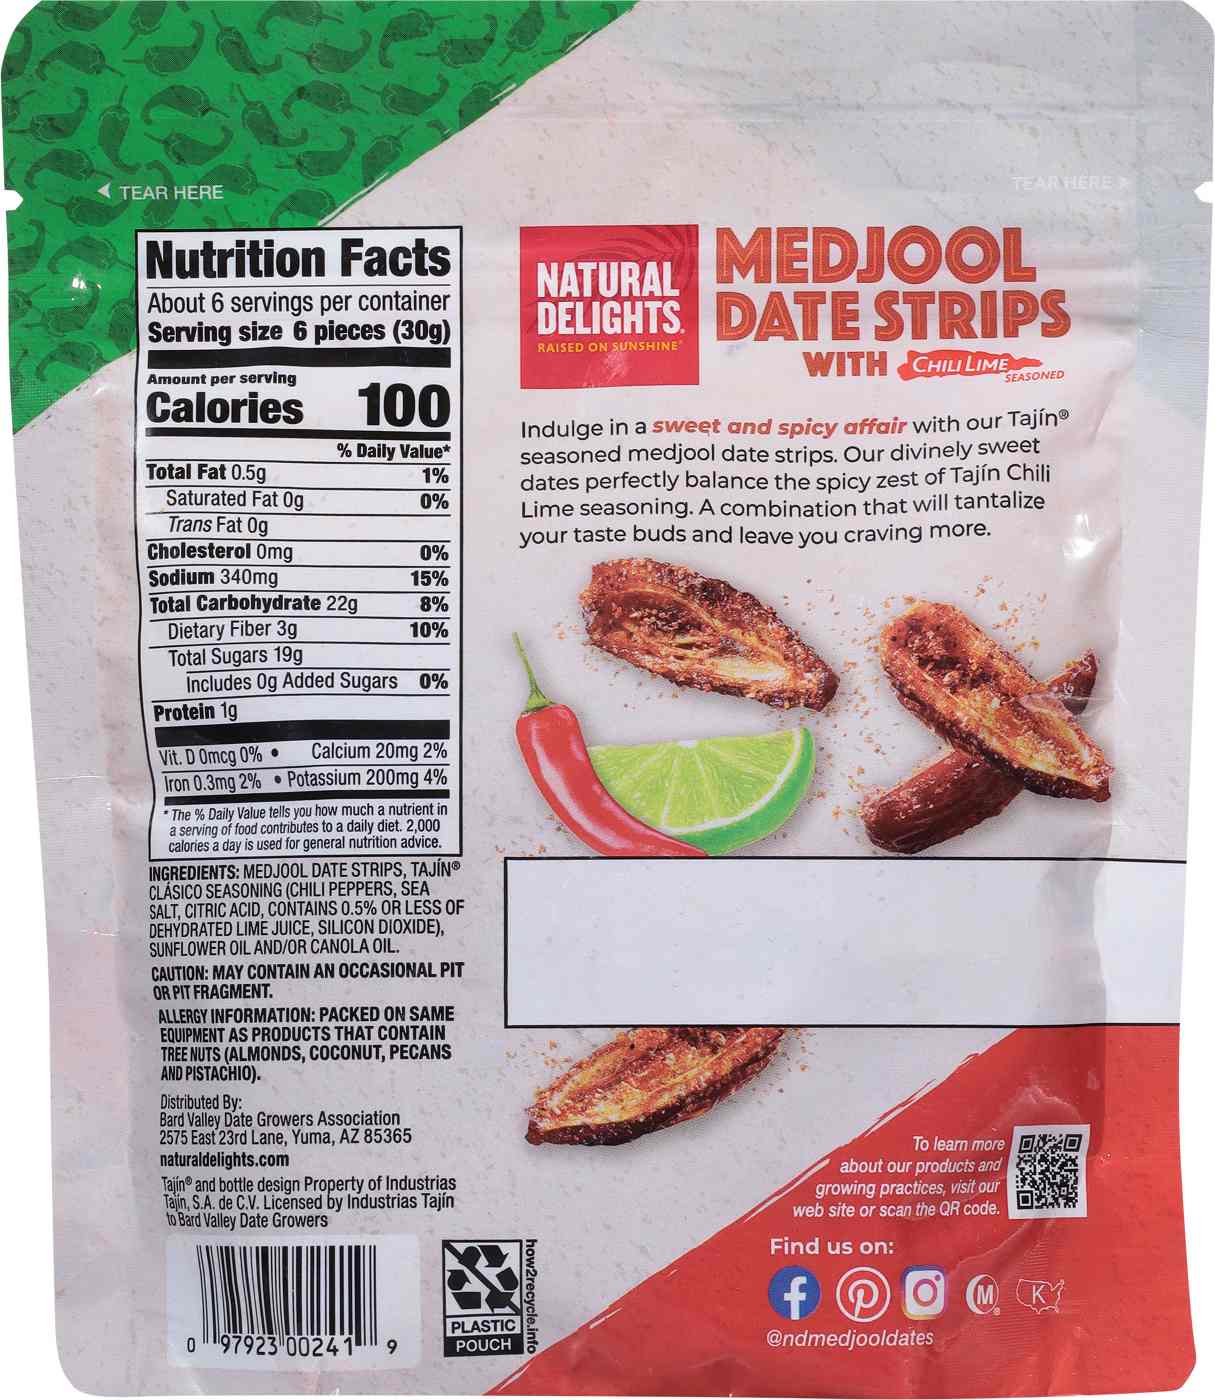 TEAR HERE
TEAR HERE
Nutrition Facts
About 6 servings per container
Serving size 6 pieces (30g)
Amount per serving
Calories 100
% Daily Value*
Total Fat 0.5g 1%
Saturated Fat 0g 0%
Trans Fat 0g
Cholesterol 0mg 0%
Sodium 340mg 15%
Total Carbohydrate 22g 8%
Dietary Fiber 3g 10%
Total Sugars 19g
Includes 0g Added Sugars 0%
Protein 1g
Vit. D 0mcg 0% • Calcium 20mg 2%
Iron 0.3mg 2% • Potassium 200mg 4%
* The % Daily Value tells you how much a nutrient in
a serving of food contributes to a daily diet. 2,000
calories a day is used for general nutrition advice.
INGREDIENTS: MEDJOOL DATE STRIPS, TAJÍN®
CLÁSICO SEASONING (CHILI PEPPERS, SEA
SALT, CITRIC ACID, CONTAINS 0.5% OR LESS OF
DEHYDRATED LIME JUICE, SILICON DIOXIDE),
SUNFLOWER OIL AND/OR CANOLA OIL.
CAUTION: MAY CONTAIN AN OCCASIONAL PIT
OR PIT FRAGMENT.
ALLERGY INFORMATION: PACKED ON SAME
EQUIPMENT AS PRODUCTS THAT CONTAIN
TREE NUTS (ALMONDS, COCONUT, PECANS
AND PISTACHIO).
Distributed By:
Bard Valley Date Growers Association
2575 East 23rd Lane, Yuma, AZ 85365
naturaldelights.com
Tajín® and bottle design Property of Industrias
Tajín, S.A. de C.V. Licensed by Industrias Tajín
to Bard Valley Date Growers
0 97923 00241 9
PLASTIC
POUCH
how2recycle.info
NATURAL
DELIGHTS®
RAISED ON SUNSHINE®
MEDJOOL
DATE STRIPS
WITH CHILI LIME
SEASONED
Indulge in a sweet and spicy affair with our Tajín®
seasoned medjool date strips. Our divinely sweet
dates perfectly balance the spicy zest of Tajín Chili
Lime seasoning. A combination that will tantalize
your taste buds and leave you craving more.
To learn more
about our products and
growing practices, visit our
web site or scan the QR code.
Find us on:
M® K
@ndmedjooldates